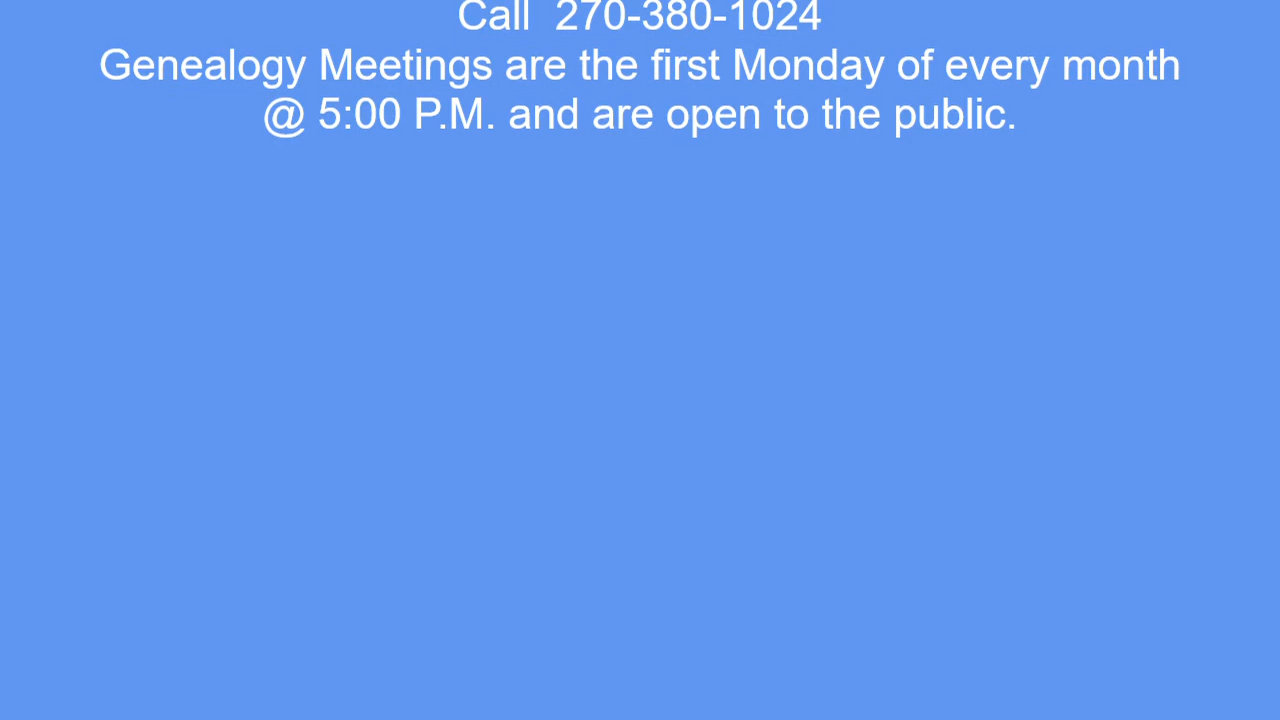 Call  270-380-1024
Genealogy Meetings are the first Monday of every month
@ 5:00 P.M. and are open to the public.